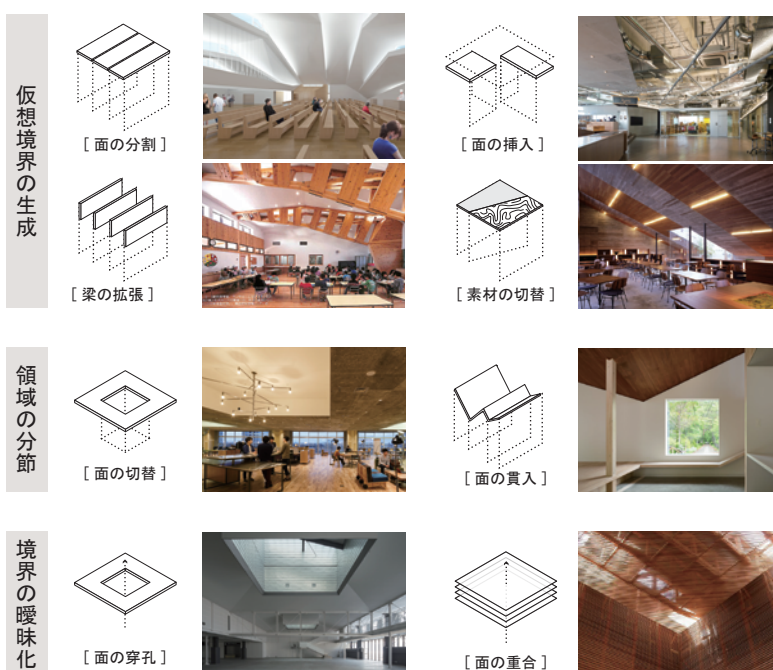 仮想境界の生成
[ 面の分割 ]
[ 面の挿入 ]
[ 梁の拡張 ]
[ 素材の切替 ]
領域の分節
[ 面の切替 ]
[ 面の貫入 ]
境界の曖昧化
[ 面の穿孔 ]
[ 面の重合 ]